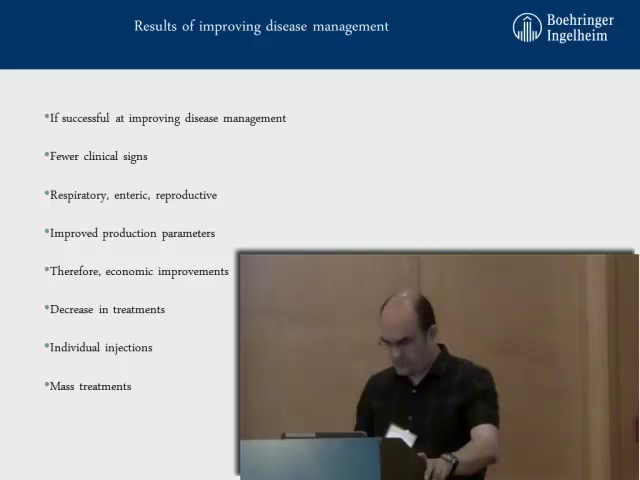 Results of improving disease management
Boehringer
Ingelheim
•If successful at improving disease management
•Fewer clinical signs
•Respiratory, enteric, reproductive
•Improved production parameters
•Therefore, economic improvements
•Decrease in treatments
•Individual injections
•Mass treatments